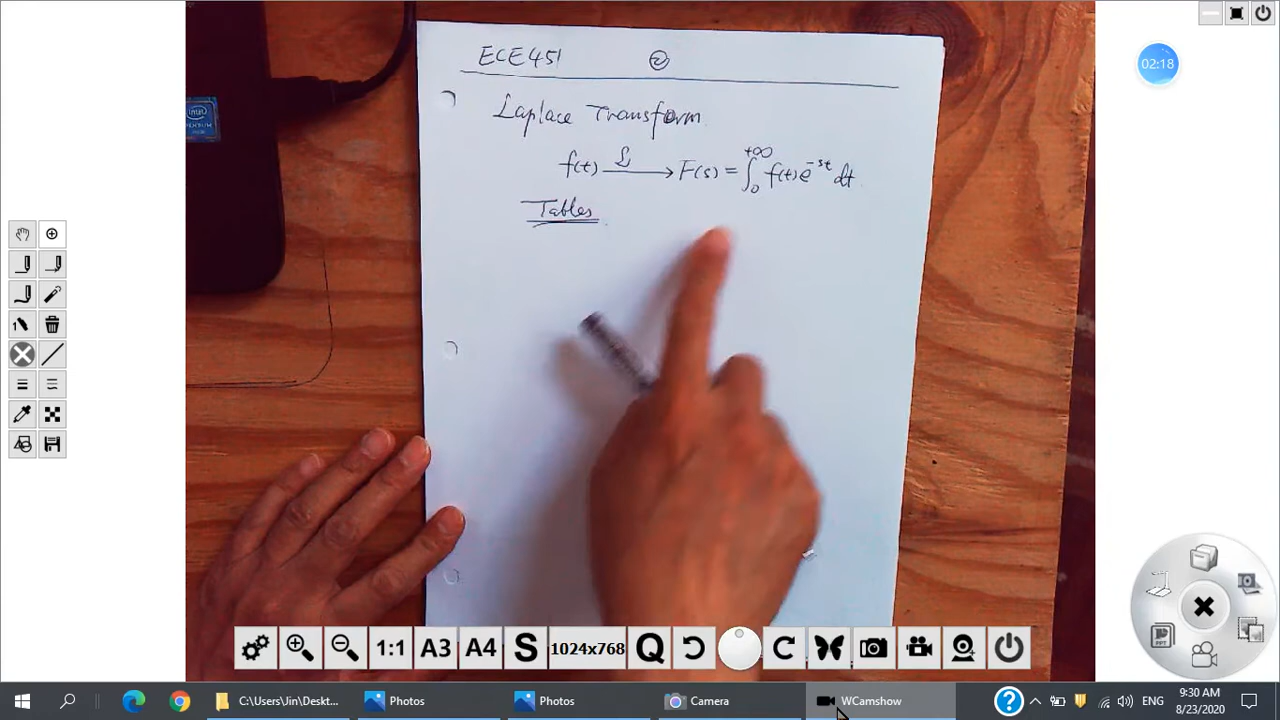 ECE451 ②
Laplace Transform
f(t) ℒ→ F(s) = ∫₀^{+∞} f(t) e^{-st} dt
Tables
02:18
1:1 A3 A4 S 1024x768 Q
C:\Users\Jin\Deskt... Photos Photos Camera WCamshow ENG
9:30 AM
8/23/2020